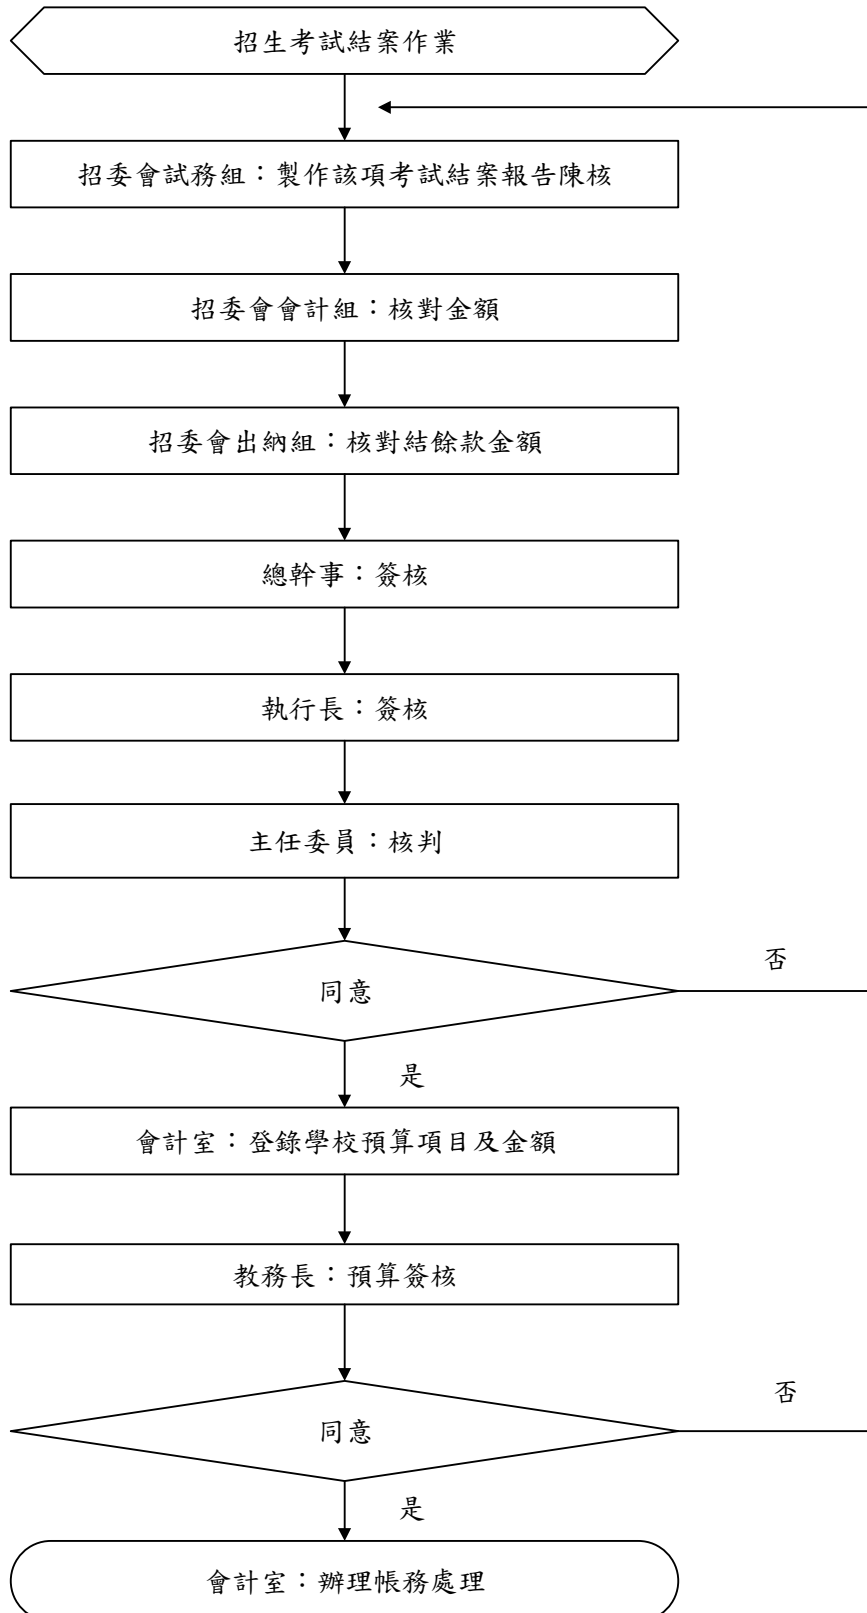 招生考試結案作業
招委會試務組：製作該項考試結案報告陳核
招委會會計組：核對金額
招委會出納組：核對結餘款金額
總幹事：簽核
執行長：簽核
主任委員：核判
同意
否
是
會計室：登錄學校預算項目及金額
教務長：預算簽核
同意
否
是
會計室：辦理帳務處理